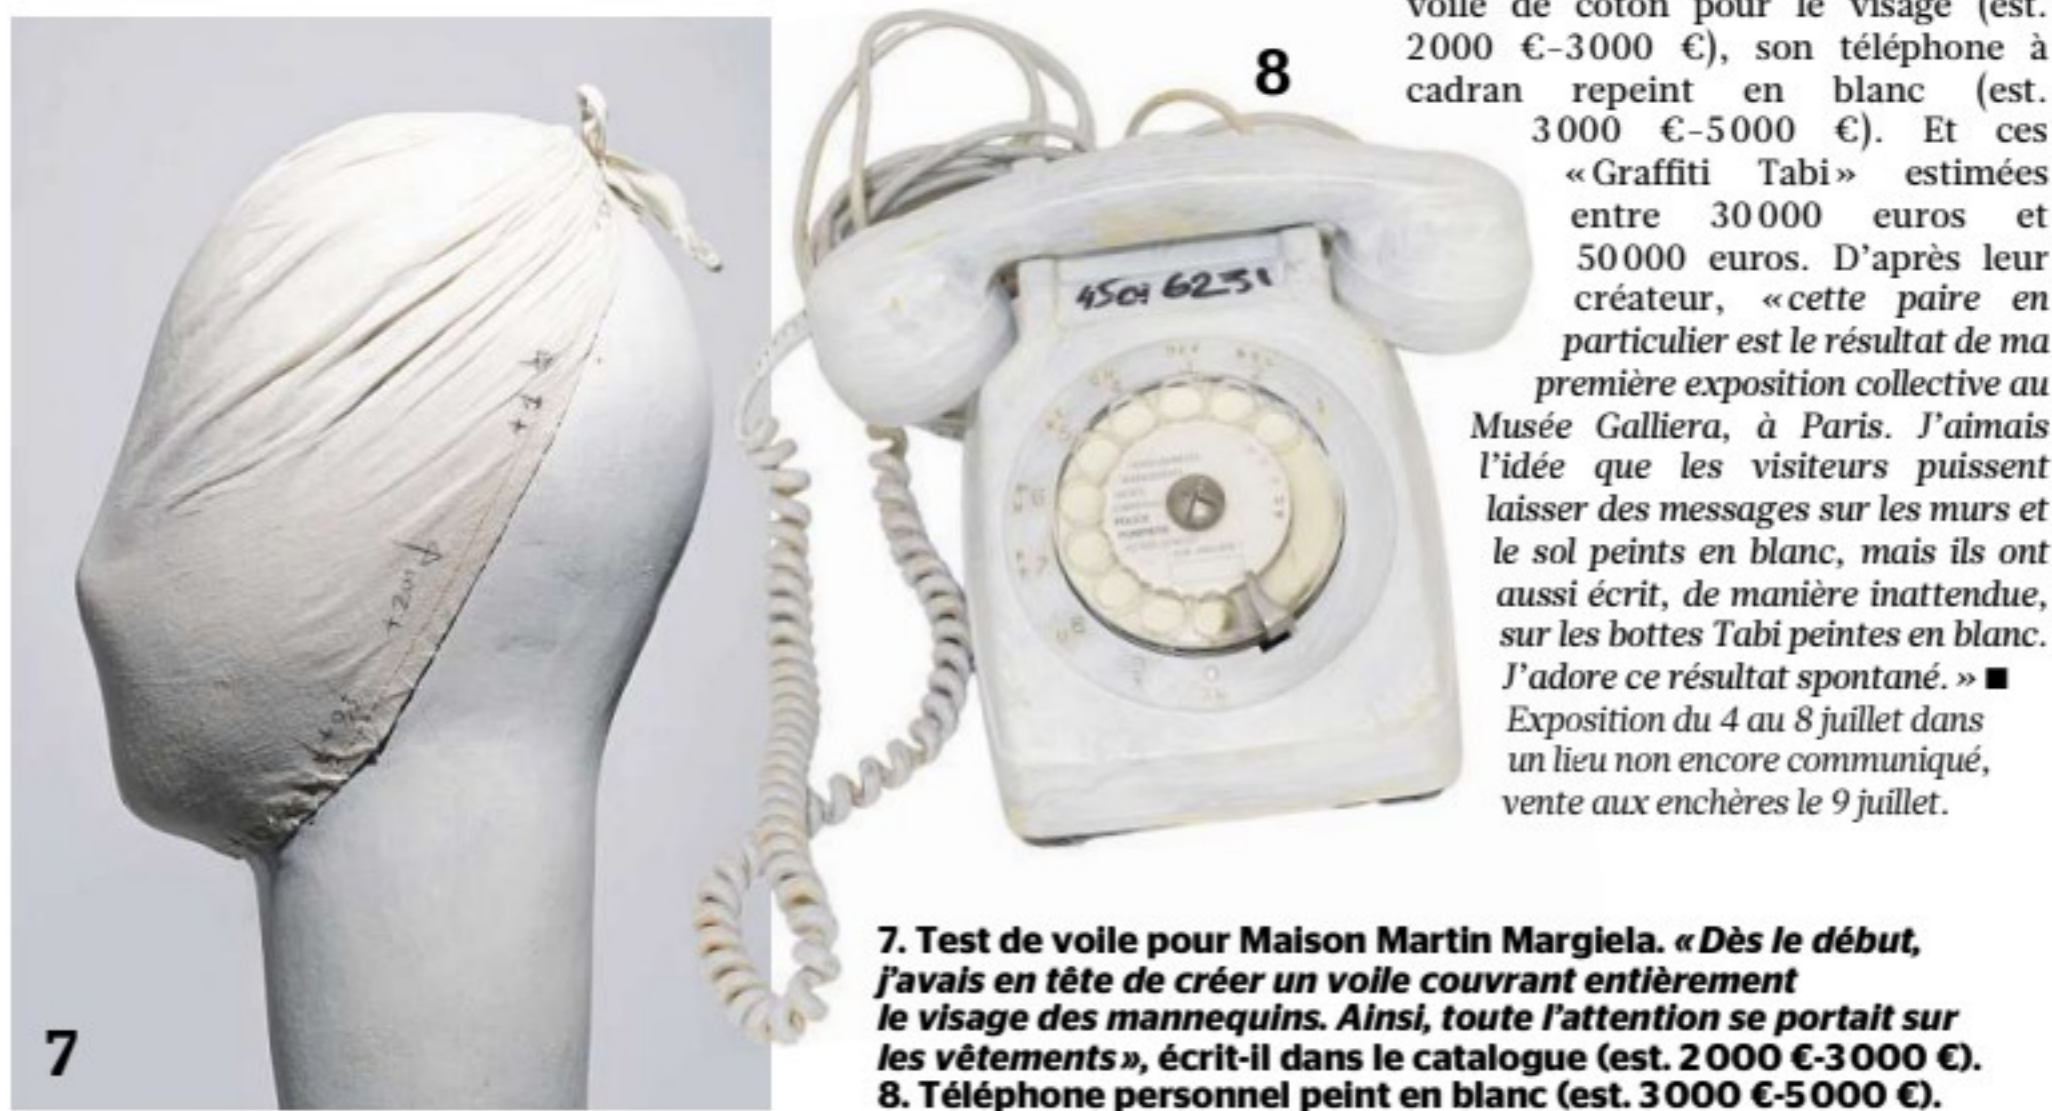 voile de coton pour le visage (est.
2000 €-3000 €), son téléphone à
cadran repeint en blanc (est.
3000 €-5000 €). Et ces
«Graffiti Tabi» estimées
entre 30000 euros et
50000 euros. D'après leur
créateur, «cette paire en
particulier est le résultat de ma
première exposition collective au
Musée Galliera, à Paris. J'aimais
l'idée que les visiteurs puissent
laisser des messages sur les murs et
le sol peints en blanc, mais ils ont
aussi écrit, de manière inattendue,
sur les bottes Tabi peintes en blanc.
J'adore ce résultat spontané. » ■
Exposition du 4 au 8 juillet dans
un lieu non encore communiqué,
vente aux enchères le 9 juillet.
7
8
7. Test de voile pour Maison Martin Margiela. «Dès le début,
j'avais en tête de créer un voile couvrant entièrement
le visage des mannequins. Ainsi, toute l'attention se portait sur
les vêtements», écrit-il dans le catalogue (est. 2000 €-3000 €).
8. Téléphone personnel peint en blanc (est. 3000 €-5000 €).